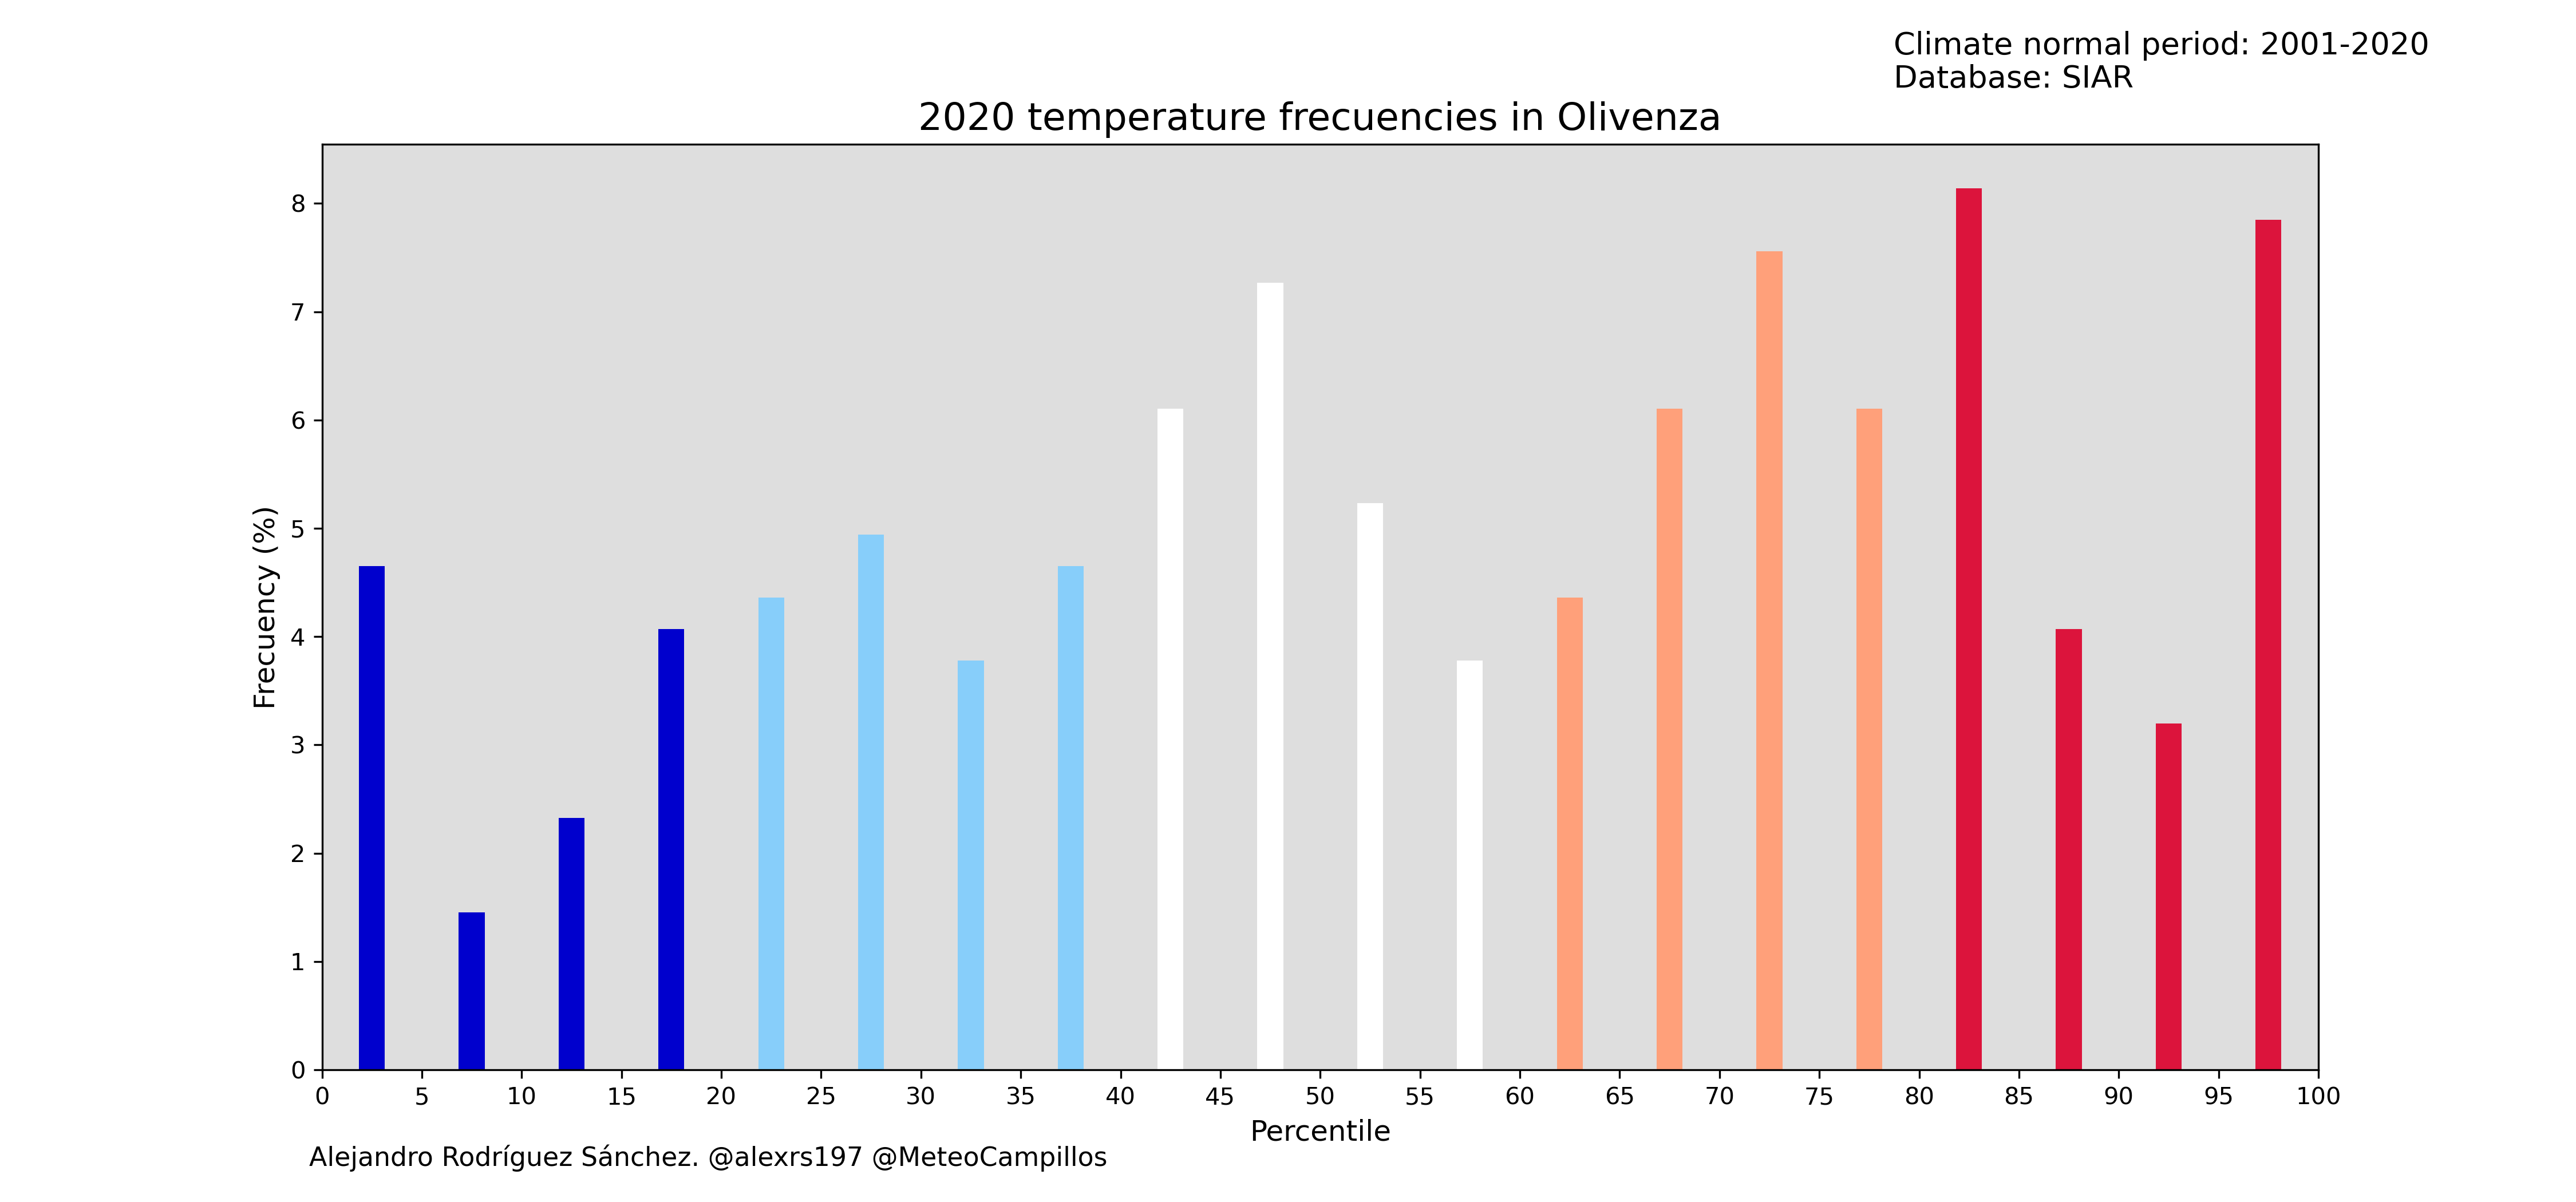 Climate normal period: 2001-2020
Database: SIAR
2020 temperature frecuencies in Olivenza
Frecuency (%)
8
7
6
5
4
3
2
1
0
0 5 10 15 20 25 30 35 40 45 50 55 60 65 70 75 80 85 90 95 100
Percentile
Alejandro Rodríguez Sánchez. @alexrs197 @MeteoCampillos